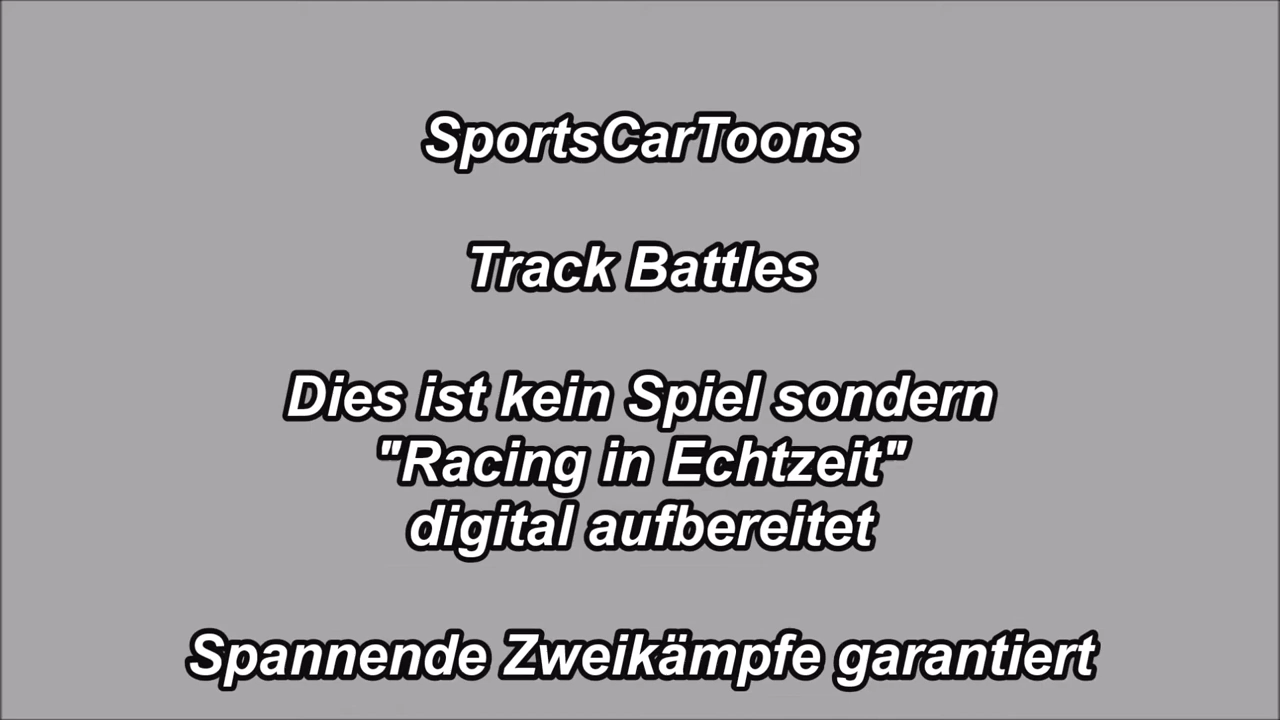 SportsCarToons
Track Battles
Dies ist kein Spiel sondern
"Racing in Echtzeit"
digital aufbereitet
Spannende Zweikämpfe garantiert